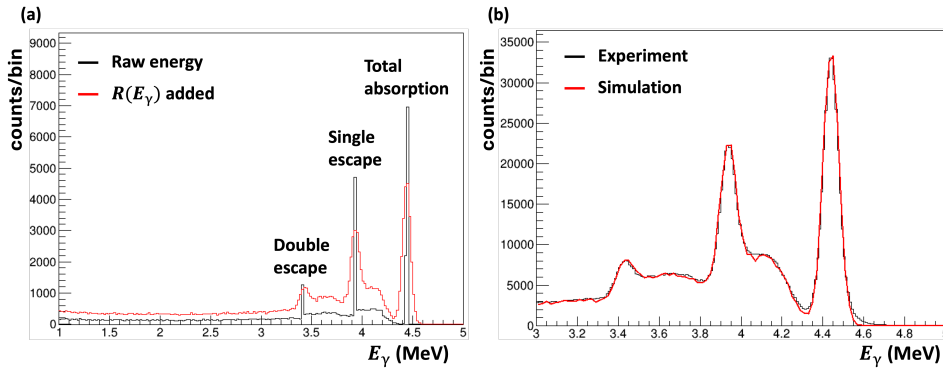 (a)
counts/bin
9000
8000
7000
6000
5000
4000
3000
2000
1000
0
Raw energy
R(Eγ) added
Total
absorption
Single
escape
Double
escape
1 1.5 2 2.5 3 3.5 4 4.5 5
Eγ (MeV)
(b)
counts/bin
35000
30000
25000
20000
15000
10000
5000
0
Experiment
Simulation
3 3.2 3.4 3.6 3.8 4 4.2 4.4 4.6 4.8
Eγ (MeV)